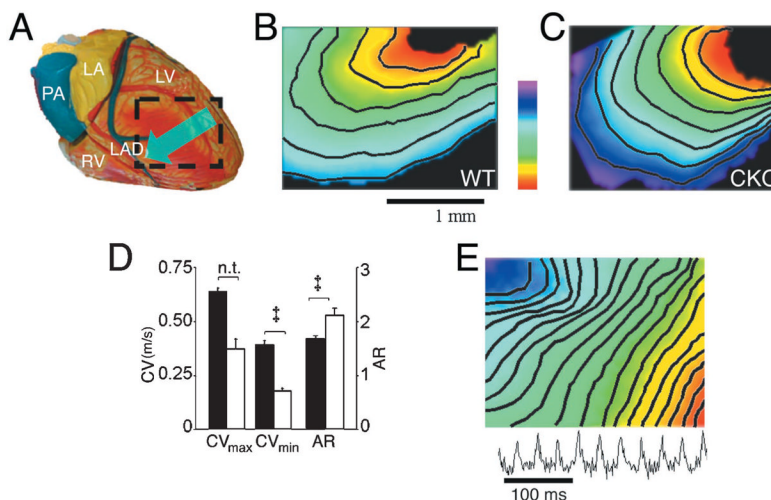 A
PA
LA
LV
RV
LAD
B
WT
1 mm
C
CKO
D
n.t.
‡
‡
0.75
0.50
0.25
0
CV (m/s)
3
2
1
0
AR
CVmax
CVmin
AR
E
100 ms